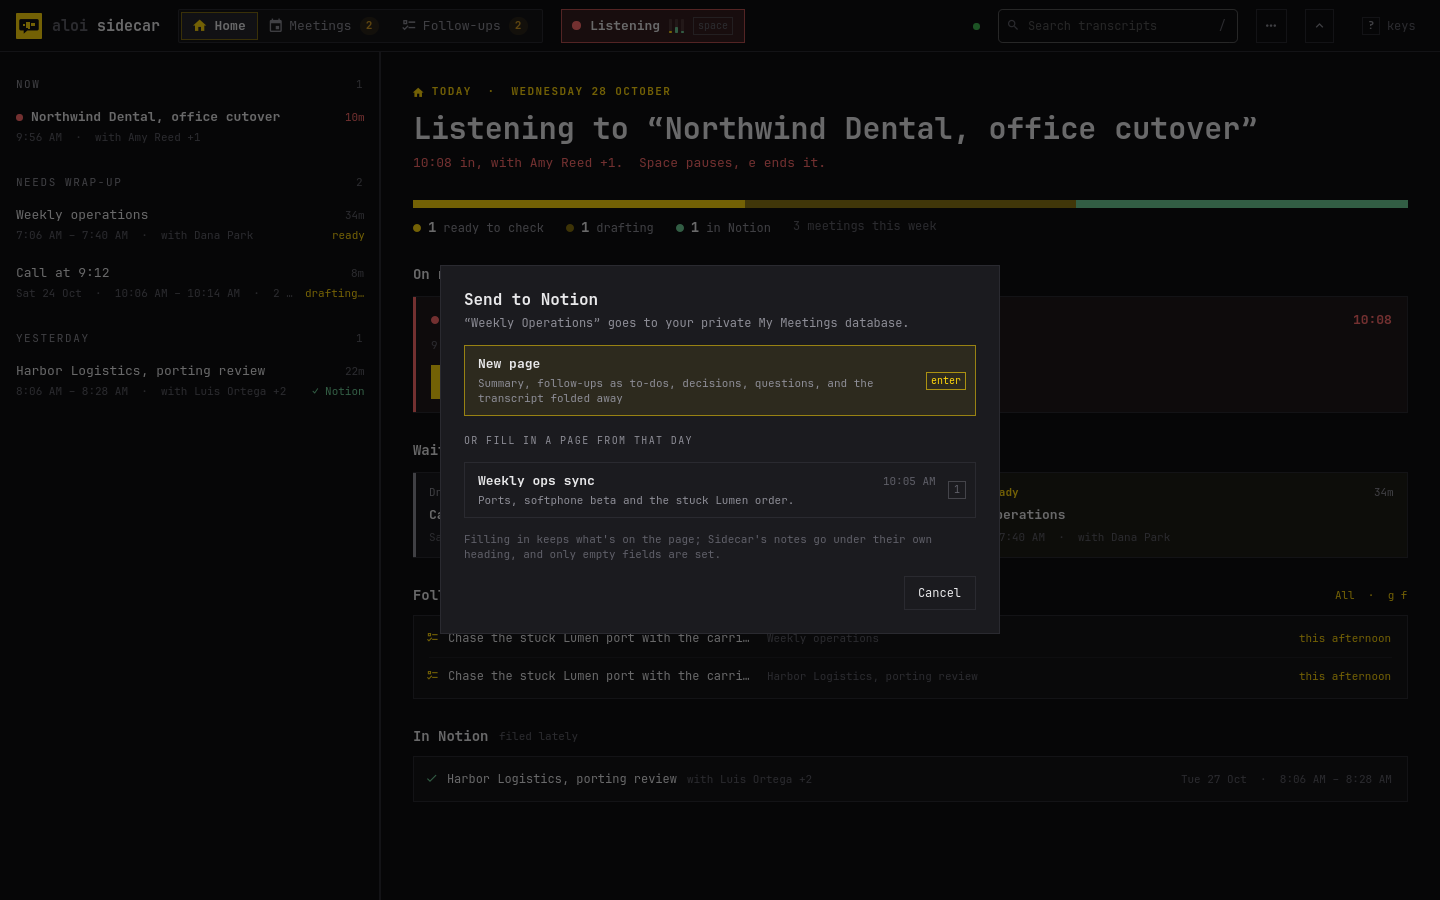 aloi sidecar
Home
Meetings 2
Follow-ups 2
Listening space
Search transcripts /
? keys
NOW 1
Northwind Dental, office cutover 10m
9:56 AM · with Amy Reed +1
NEEDS WRAP-UP 2
Weekly operations 34m
7:06 AM – 7:40 AM · with Dana Park ready
Call at 9:12 8m
Sat 24 Oct · 10:06 AM – 10:14 AM · 2 … drafting…
YESTERDAY 1
Harbor Logistics, porting review 22m
8:06 AM – 8:28 AM · with Luis Ortega +2 Notion
TODAY · WEDNESDAY 28 OCTOBER
Listening to “Northwind Dental, office cutover”
10:08 in, with Amy Reed +1. Space pauses, e ends it.
1 ready to check 1 drafting 1 in Notion 3 meetings this week
On
10:08
9
Send to Notion
“Weekly Operations” goes to your private My Meetings database.
New page
Summary, follow-ups as to-dos, decisions, questions, and the
transcript folded away
enter
OR FILL IN A PAGE FROM THAT DAY
Weekly ops sync 10:05 AM 1
Ports, softphone beta and the stuck Lumen order.
Filling in keeps what's on the page; Sidecar's notes go under their own
heading, and only empty fields are set.
Cancel
Wai
Dr
ady 34m
Ca
perations
Sa
7:40 AM · with Dana Park
Fol
All · g f
Chase the stuck Lumen port with the carri… Weekly operations this afternoon
Chase the stuck Lumen port with the carri… Harbor Logistics, porting review this afternoon
In Notion filed lately
Harbor Logistics, porting review with Luis Ortega +2 Tue 27 Oct · 8:06 AM – 8:28 AM